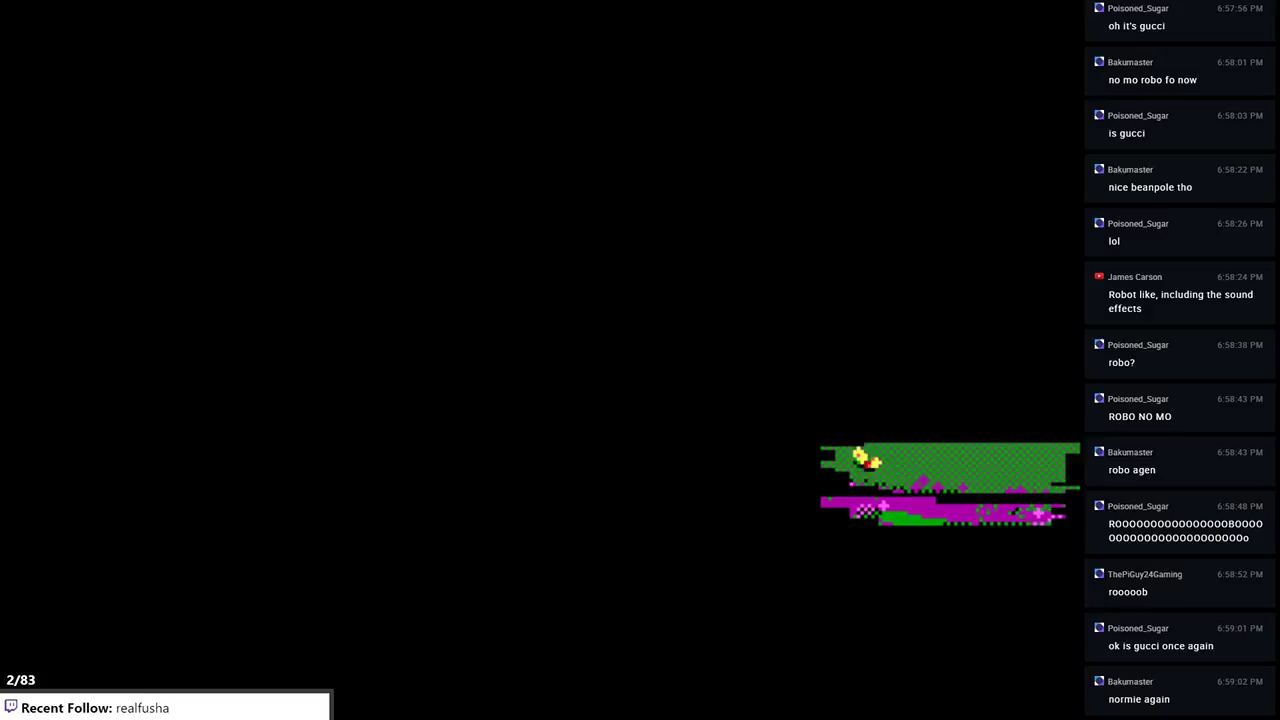 Poisoned_Sugar 6:57:56 PM
oh it's gucci
Bakumaster 6:58:01 PM
no mo robo fo now
Poisoned_Sugar 6:58:03 PM
is gucci
Bakumaster 6:58:22 PM
nice beanpole tho
Poisoned_Sugar 6:58:26 PM
lol
James Carson 6:58:24 PM
Robot like, including the sound
effects
Poisoned_Sugar 6:58:38 PM
robo?
Poisoned_Sugar 6:58:43 PM
ROBO NO MO
Bakumaster 6:58:43 PM
robo agen
Poisoned_Sugar 6:58:48 PM
ROOOOOOOOOOOOOOOOBOOOO
OOOOOOOOOOOOOOOOOOOOo
ThePiGuy24Gaming 6:58:52 PM
rooooob
Poisoned_Sugar 6:59:01 PM
ok is gucci once again
Bakumaster 6:59:02 PM
normie again
2/83
Recent Follow: realfusha